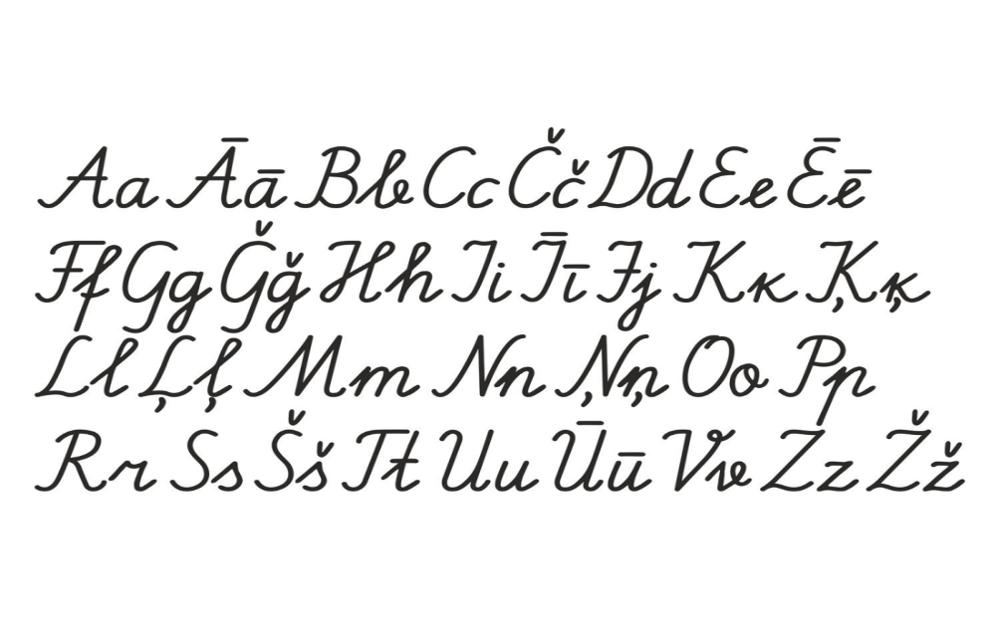 Aa Āā Bb Cc Čč Dd Ee Ēē
Ff Gg Ǧǧ Hh Ii Īī Jj Kk Ķķ
Ll Ļļ Mm Nn Ņņ Oo Pp
Rr Ss Šš Tt Uu Ūū Vv Zz Žž